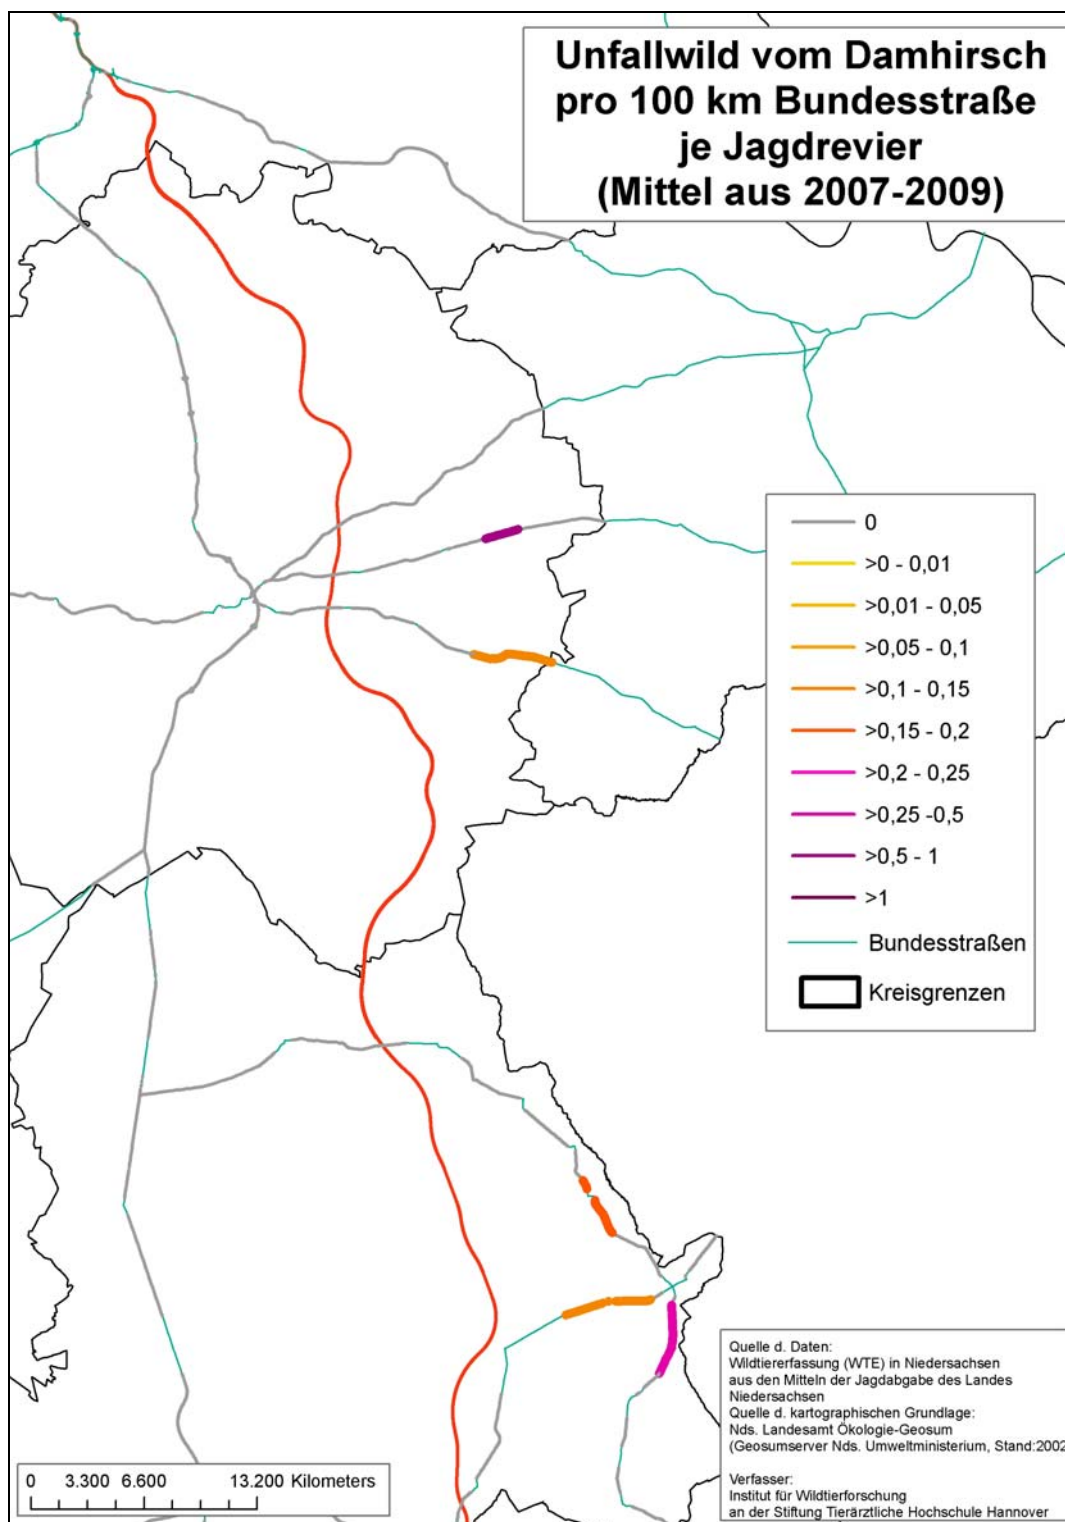 Unfallwild vom Damhirsch
pro 100 km Bundesstraße
je Jagdrevier
(Mittel aus 2007-2009)
0
>0 - 0,01
>0,01 - 0,05
>0,05 - 0,1
>0,1 - 0,15
>0,15 - 0,2
>0,2 - 0,25
>0,25 -0,5
>0,5 - 1
>1
Bundesstraßen
Kreisgrenzen
Quelle d. Daten:
Wildtiererfassung (WTE) in Niedersachsen
aus den Mitteln der Jagdabgabe des Landes
Niedersachsen
Quelle d. kartographischen Grundlage:
Nds. Landesamt Ökologie-Geosum
(Geosumserver Nds. Umweltministerium, Stand:2002
Verfasser:
Institut für Wildtierforschung
an der Stiftung Tierärztliche Hochschule Hannover
0 3.300 6.600 13.200 Kilometers